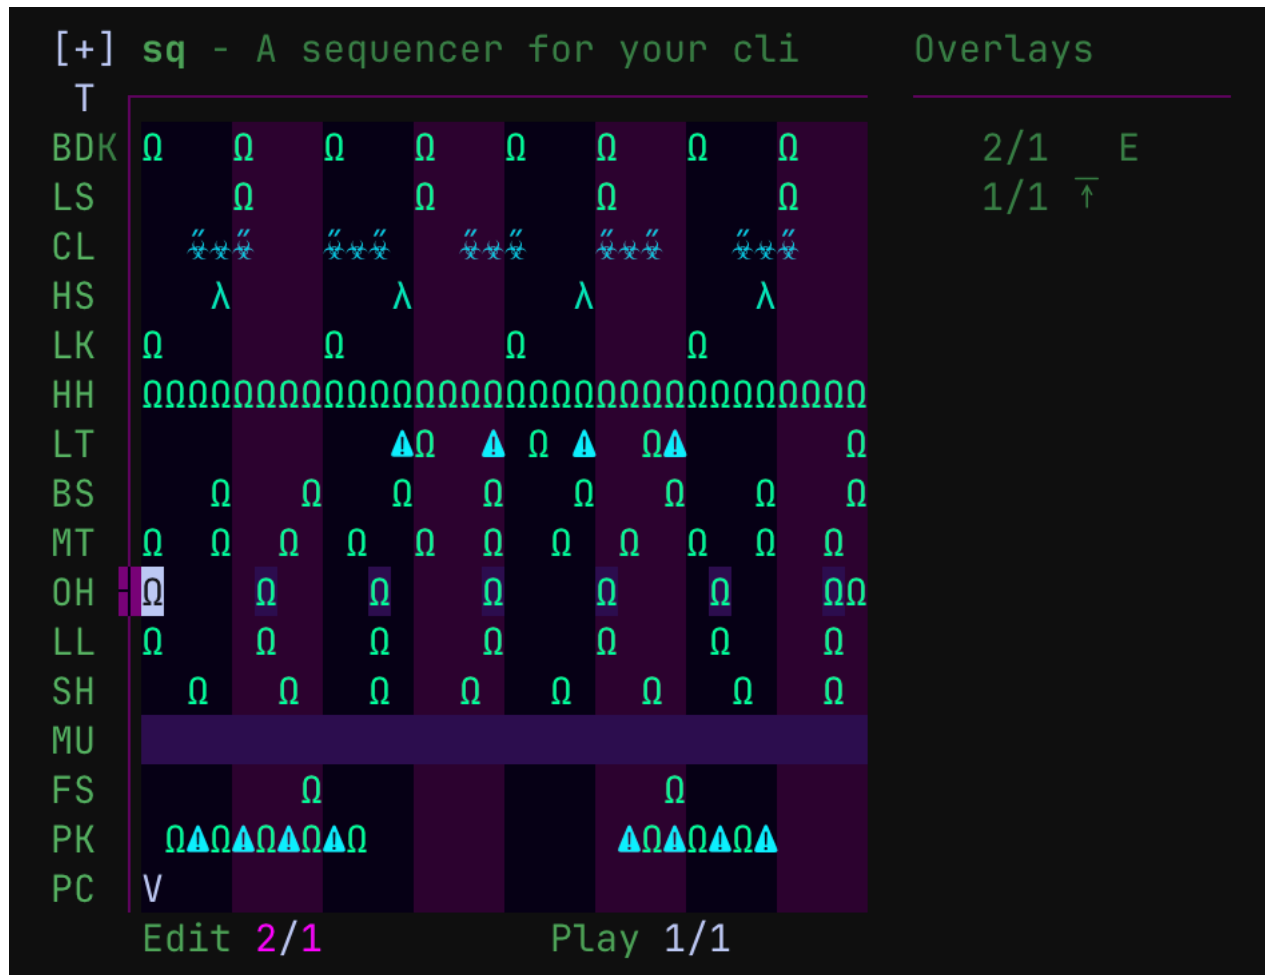 [+] sq - A sequencer for your cli Overlays
T
BDK Ω Ω Ω Ω Ω Ω Ω Ω 2/1 E
LS Ω Ω Ω Ω 1/1 ⤒
CL ☣☣☣ ☣☣☣ ☣☣☣ ☣☣☣ ☣☣☣
HS λ λ λ λ
LK Ω Ω Ω Ω
HH ΩΩΩΩΩΩΩΩΩΩΩΩΩΩΩΩΩΩΩΩΩΩΩΩΩΩΩΩΩΩΩΩ
LT ⚠Ω ⚠ Ω ⚠ Ω⚠ Ω
BS Ω Ω Ω Ω Ω Ω Ω Ω
MT Ω Ω Ω Ω Ω Ω Ω Ω Ω Ω Ω
OH Ω Ω Ω Ω Ω Ω ΩΩ
LL Ω Ω Ω Ω Ω Ω Ω
SH Ω Ω Ω Ω Ω Ω Ω Ω
MU
FS Ω Ω
PK Ω⚠Ω⚠Ω⚠Ω⚠Ω ⚠Ω⚠Ω⚠Ω⚠
PC V
Edit 2/1 Play 1/1